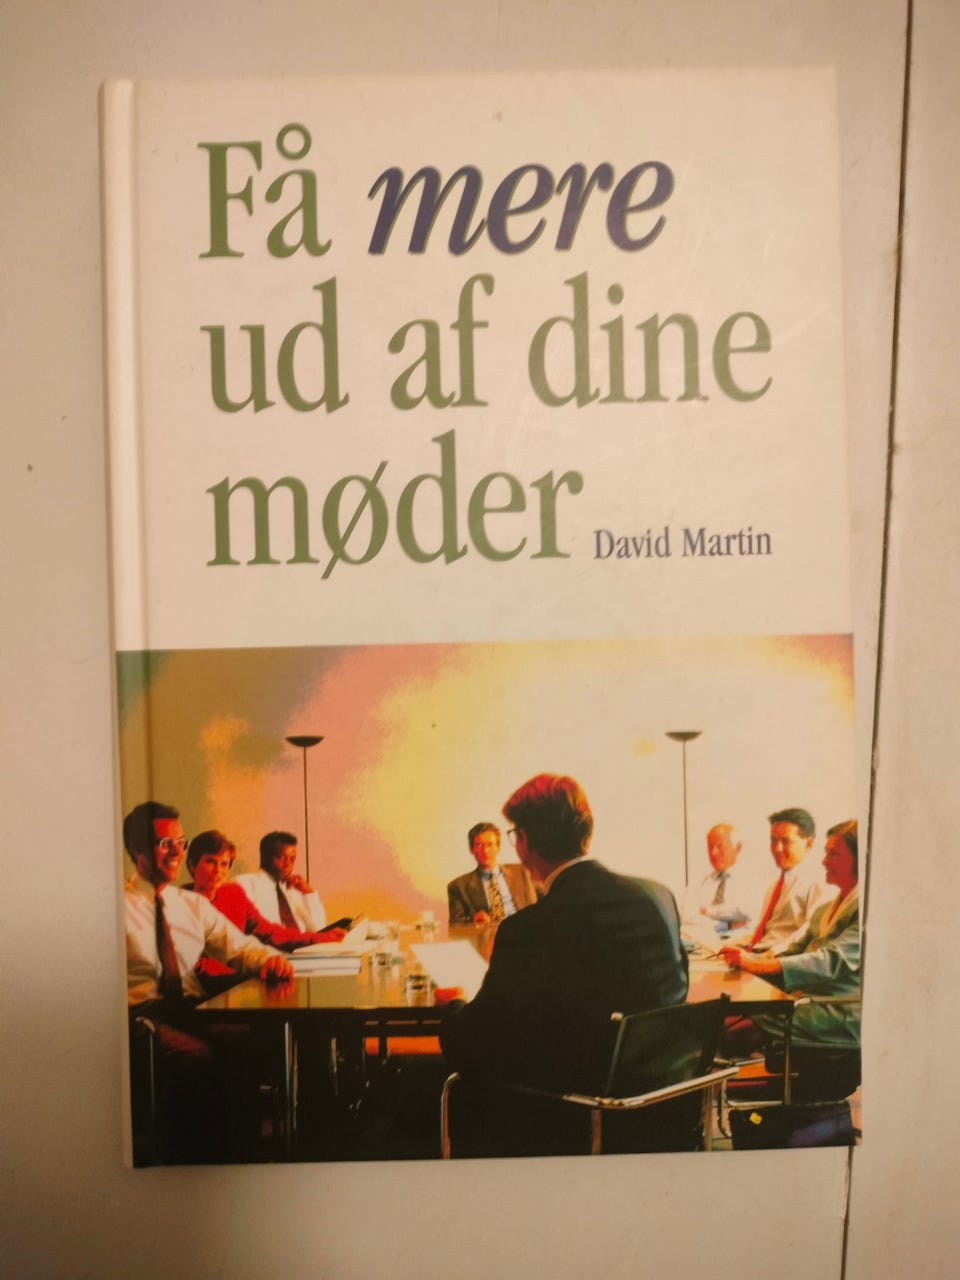 Få mere
ud af dine
møder
David Martin